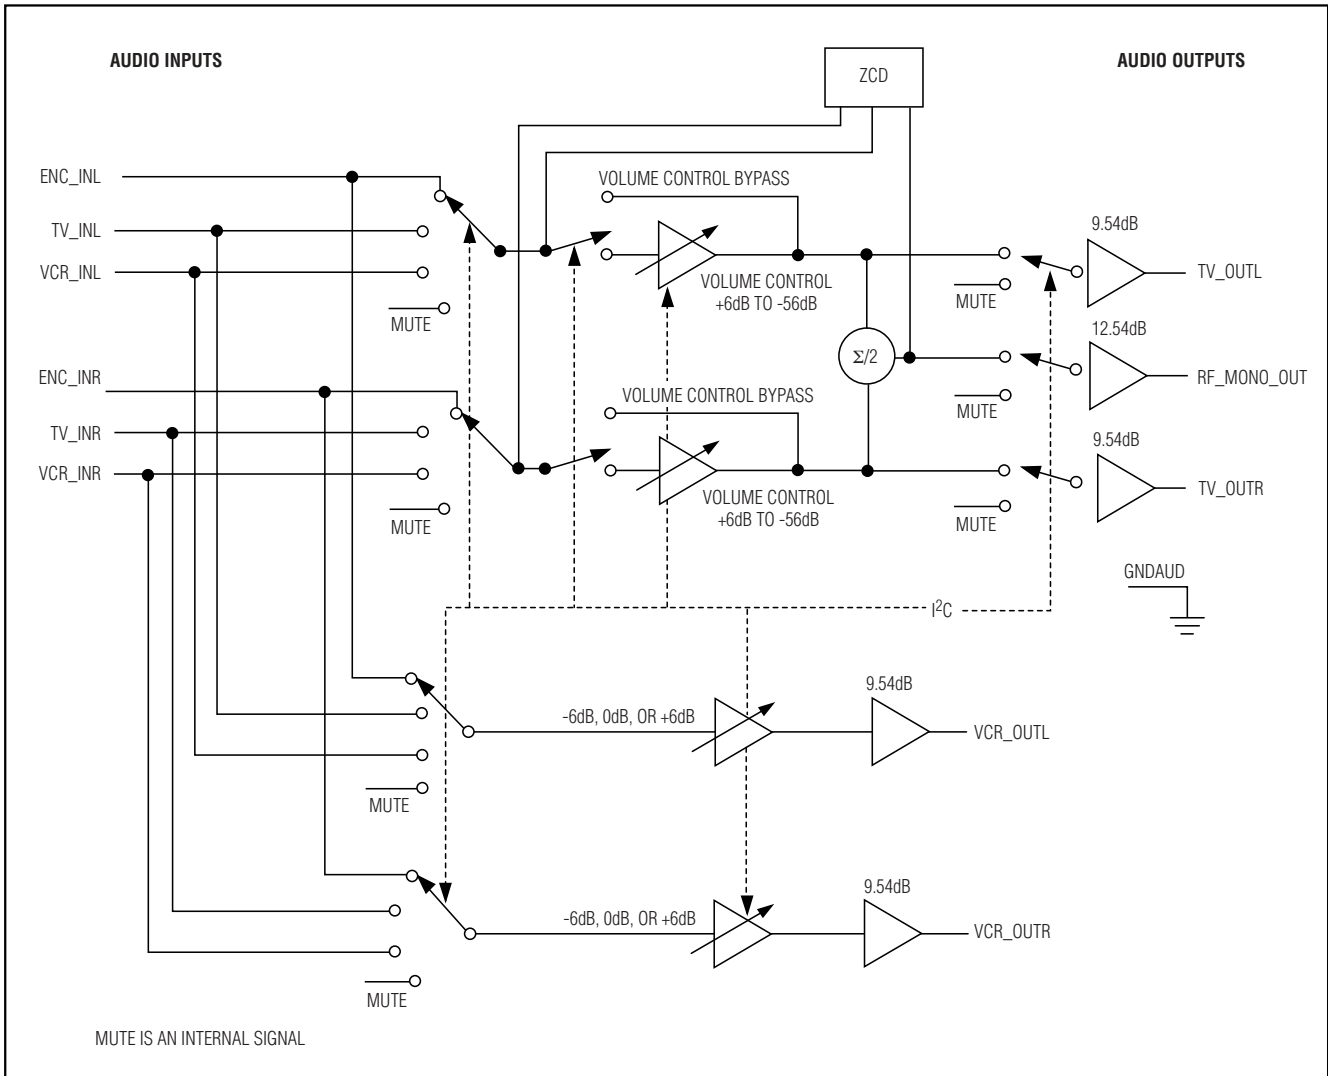 AUDIO INPUTS
AUDIO OUTPUTS
ZCD
ENC_INL
VOLUME CONTROL BYPASS
TV_INL
9.54dB
VCR_INL
VOLUME CONTROL
+6dB TO -56dB
TV_OUTL
MUTE
MUTE
12.54dB
Σ/2
ENC_INR
RF_MONO_OUT
VOLUME CONTROL BYPASS
MUTE
TV_INR
9.54dB
VCR_INR
VOLUME CONTROL
+6dB TO -56dB
TV_OUTR
MUTE
MUTE
GNDAUD
I²C
9.54dB
-6dB, 0dB, OR +6dB
VCR_OUTL
MUTE
9.54dB
-6dB, 0dB, OR +6dB
VCR_OUTR
MUTE
MUTE IS AN INTERNAL SIGNAL